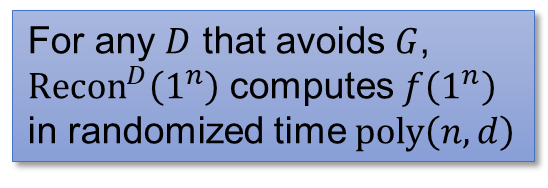 For any D that avoids G,
Recon^D(1^n) computes f(1^n)
in randomized time poly(n, d)